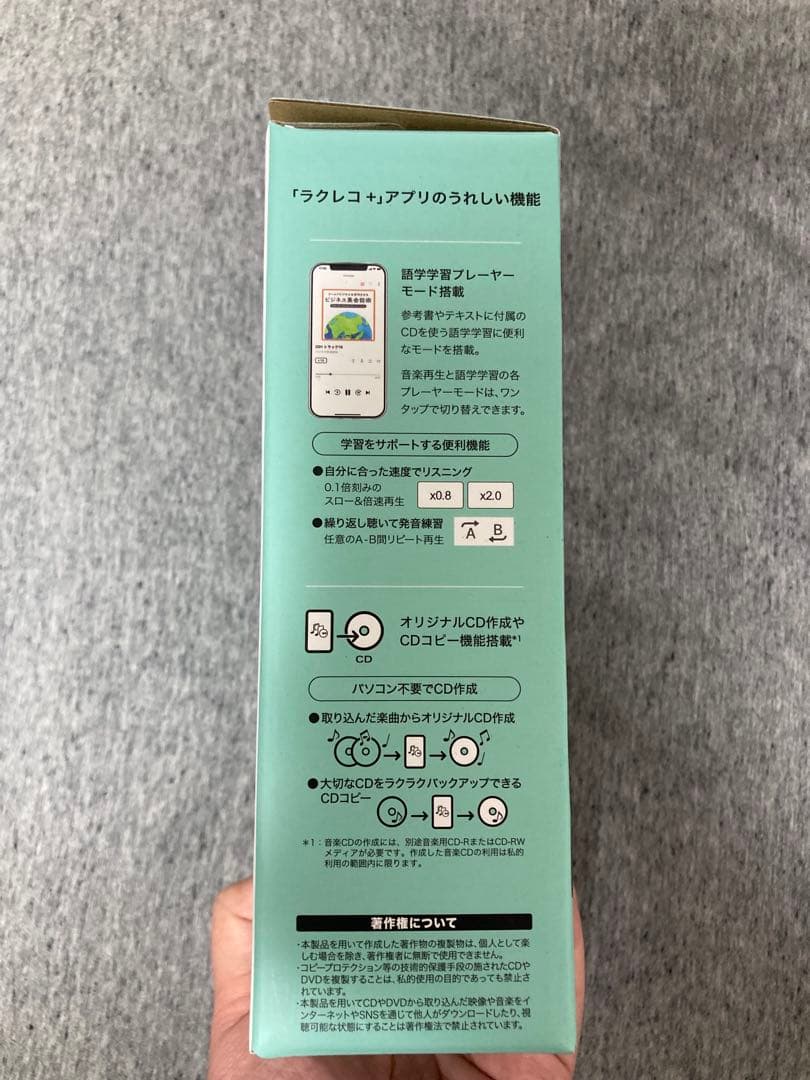 「ラクレコ＋」アプリのうれしい機能
語学学習プレーヤー
モード搭載
ビジネス英会話術
参考書やテキストに付属の
CDを使う語学学習に便利
なモードを搭載。
音楽再生と語学学習の各
プレーヤーモードは、ワン
タップで切り替えできます。
学習をサポートする便利機能
●自分に合った速度でリスニング
0.1倍刻みの
スロー&倍速再生
x0.8
x2.0
●繰り返し聴いて発音練習
任意のA-B間リピート再生
A
B
オリジナルCD作成や
CDコピー機能搭載*1
CD
パソコン不要でCD作成
●取り込んだ楽曲からオリジナルCD作成
●大切なCDをラクラクバックアップできる
CDコピー
*1：音楽CDの作成には、別途音楽用CD-RまたはCD-RW
メディアが必要です。作成した音楽CDの利用は私的
利用の範囲内に限ります。
著作権について
・本製品を用いて作成した著作物の複製物は、個人として楽
しむ場合を除き、著作権者に無断で使用できません。
・コピープロテクション等の技術的保護手段の施されたCDや
DVDを複製することは、私的使用の目的であっても禁止さ
れています。
・本製品を用いてCDやDVDから取り込んだ映像や音楽をイ
ンターネットやSNSを通じて他人がダウンロードしたり、視
聴可能な状態にすることは著作権法で禁止されています。